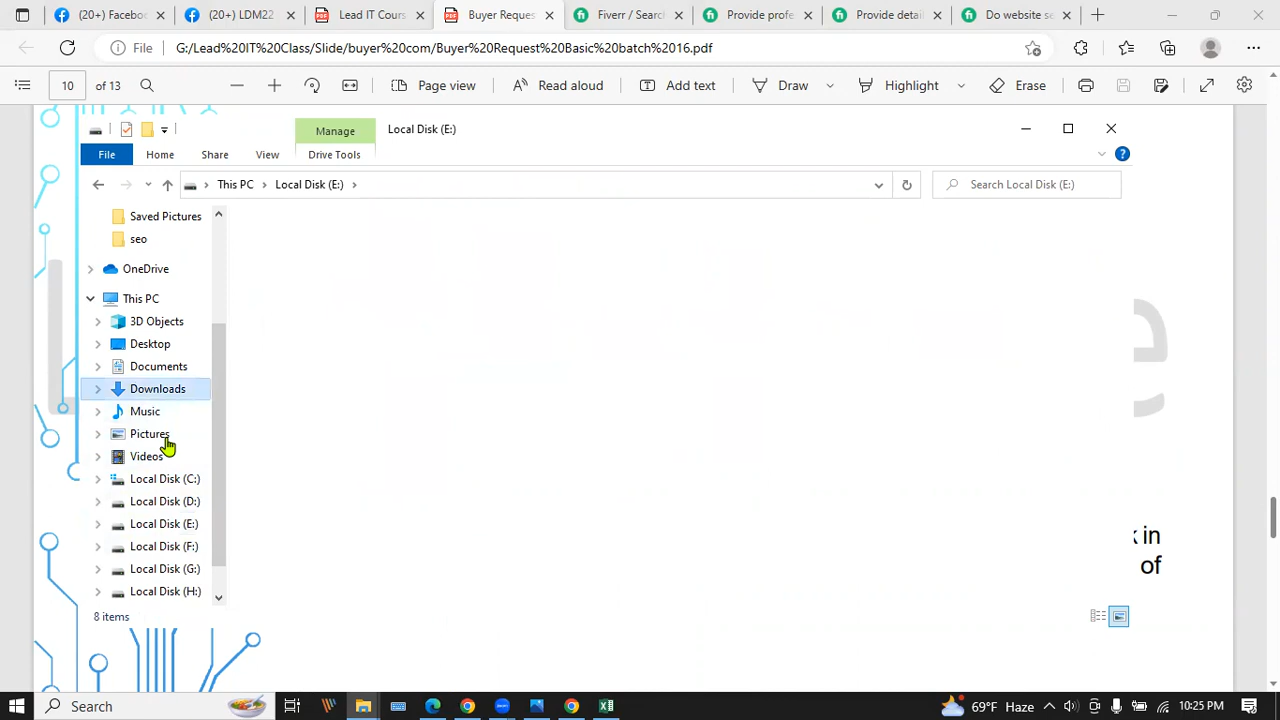 (20+) Faceboo
(20+) LDM22
Lead IT Cours
Buyer Reques
Fiverr / Searc
Provide profe
Provide detai
Do website se
File
G:/Lead%20IT%20Class/Slide/buyer%20com/Buyer%20Request%20Basic%20batch%2016.pdf
10 of 13
Page view
Read aloud
Add text
Draw
Highlight
Erase
Manage
Local Disk (E:)
File
Home
Share
View
Drive Tools
This PC
Local Disk (E:)
Search Local Disk (E:)
Saved Pictures
seo
OneDrive
This PC
3D Objects
Desktop
Documents
Downloads
Music
Pictures
Videos
Local Disk (C:)
Local Disk (D:)
Local Disk (E:)
Local Disk (F:)
Local Disk (G:)
Local Disk (H:)
e
in
of
8 items
Search
69°F Haze
10:25 PM